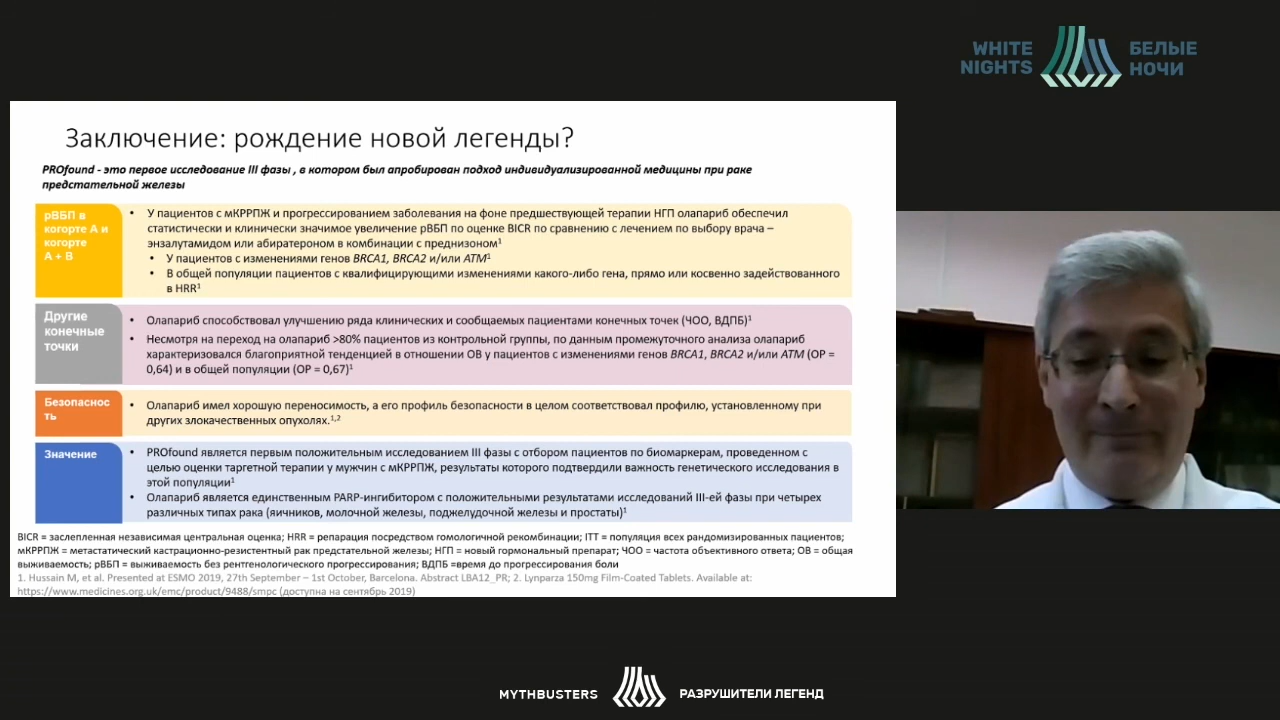 WHITE NIGHTS
БЕЛЫЕ НОЧИ
Заключение: рождение новой легенды?
PROfound - это первое исследование III фазы , в котором был апробирован подход индивидуализированной медицины при раке
предстательной железы
рВБП в
когорте А и
когорте
А + В
• У пациентов с мКРРПЖ и прогрессированием заболевания на фоне предшествующей терапии НГП олапариб обеспечил
статистически и клинически значимое увеличение рВБП по оценке BICR по сравнению с лечением по выбору врача –
энзалутамидом или абиратероном в комбинации с преднизоном¹
• У пациентов с изменениями генов BRCA1, BRCA2 и/или ATM¹
• В общей популяции пациентов с квалифицирующими изменениями какого-либо гена, прямо или косвенно задействованного
в HRR¹
Другие
конечные
точки
• Олапариб способствовал улучшению ряда клинических и сообщаемых пациентами конечных точек (ЧОО, ВДПБ)¹
• Несмотря на переход на олапариб >80% пациентов из контрольной группы, по данным промежуточного анализа олапариб
характеризовался благоприятной тенденцией в отношении ОВ у пациентов с изменениями генов BRCA1, BRCA2 и/или ATM (ОР =
0,64) и в общей популяции (ОР = 0,67)¹
Безопаснос
ть
• Олапариб имел хорошую переносимость, а его профиль безопасности в целом соответствовал профилю, установленному при
других злокачественных опухолях.¹,²
Значение
• PROfound является первым положительным исследованием III фазы с отбором пациентов по биомаркерам, проведенном с
целью оценки таргетной терапии у мужчин с мКРРПЖ, результаты которого подтвердили важность генетического исследования в
этой популяции¹
• Олапариб является единственным PARP-ингибитором с положительными результатами исследований III-ей фазы при четырех
различных типах рака (яичников, молочной железы, поджелудочной железы и простаты)¹
BICR = заслепленная независимая центральная оценка; HRR = репарация посредством гомологичной рекомбинации; ITT = популяция всех рандомизированных пациентов;
мКРРПЖ = метастатический кастрационно-резистентный рак предстательной железы; НГП = новый гормональный препарат; ЧОО = частота объективного ответа; ОВ = общая
выживаемость; рВБП = выживаемость без рентгенологического прогрессирования; ВДПБ =время до прогрессирования боли
1. Hussain M, et al. Presented at ESMO 2019, 27th September – 1st October, Barcelona. Abstract LBA12_PR; 2. Lynparza 150mg Film-Coated Tablets. Available at:
https://www.medicines.org.uk/emc/product/9488/smpc (доступна на сентябрь 2019)
MYTHBUSTERS
РАЗРУШИТЕЛИ ЛЕГЕНД